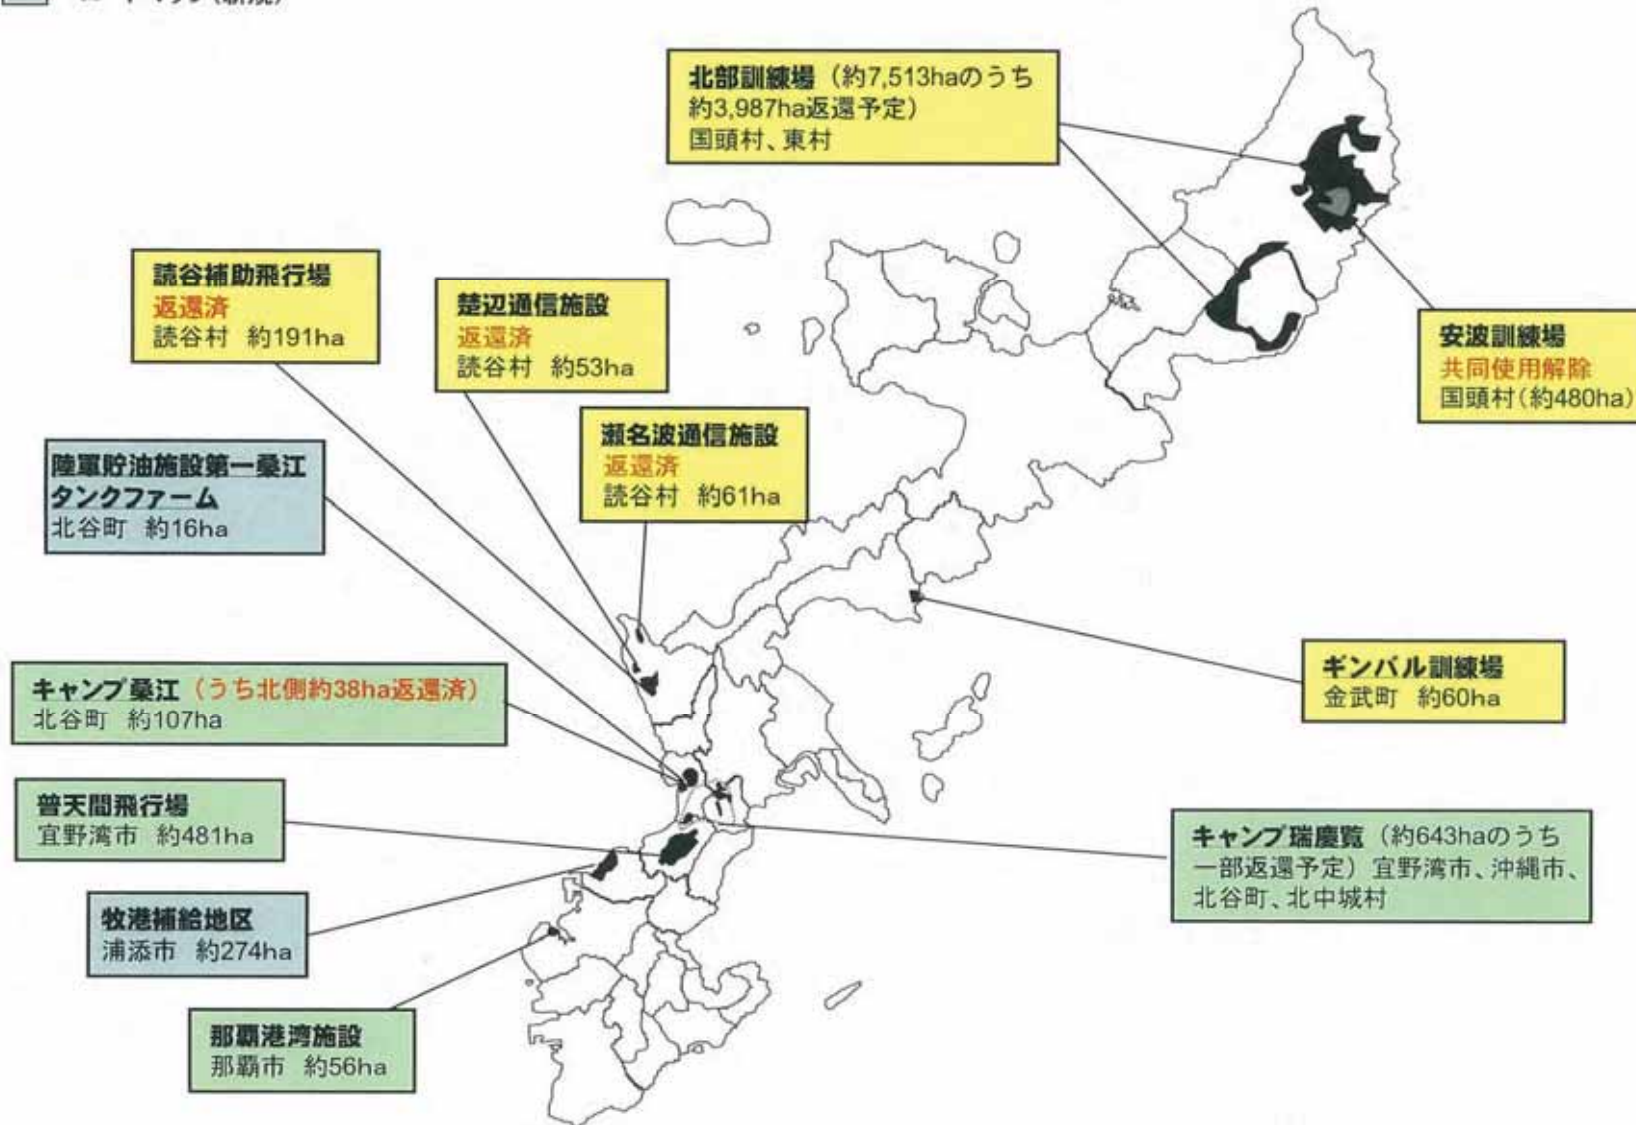 北部訓練場（約7,513haのうち
約3,987ha返還予定）
国頭村、東村
読谷補助飛行場
返還済
読谷村 約191ha
楚辺通信施設
返還済
読谷村 約53ha
安波訓練場
共同使用解除
国頭村（約480ha）
瀬名波通信施設
返還済
読谷村 約61ha
陸軍貯油施設第一桑江
タンクファーム
北谷町 約16ha
ギンバル訓練場
金武町 約60ha
キャンプ桑江（うち北側約38ha返還済）
北谷町 約107ha
普天間飛行場
宜野湾市 約481ha
キャンプ瑞慶覧（約643haのうち
一部返還予定）宜野湾市、沖縄市、
北谷町、北中城村
牧港補給地区
浦添市 約274ha
那覇港湾施設
那覇市 約56ha